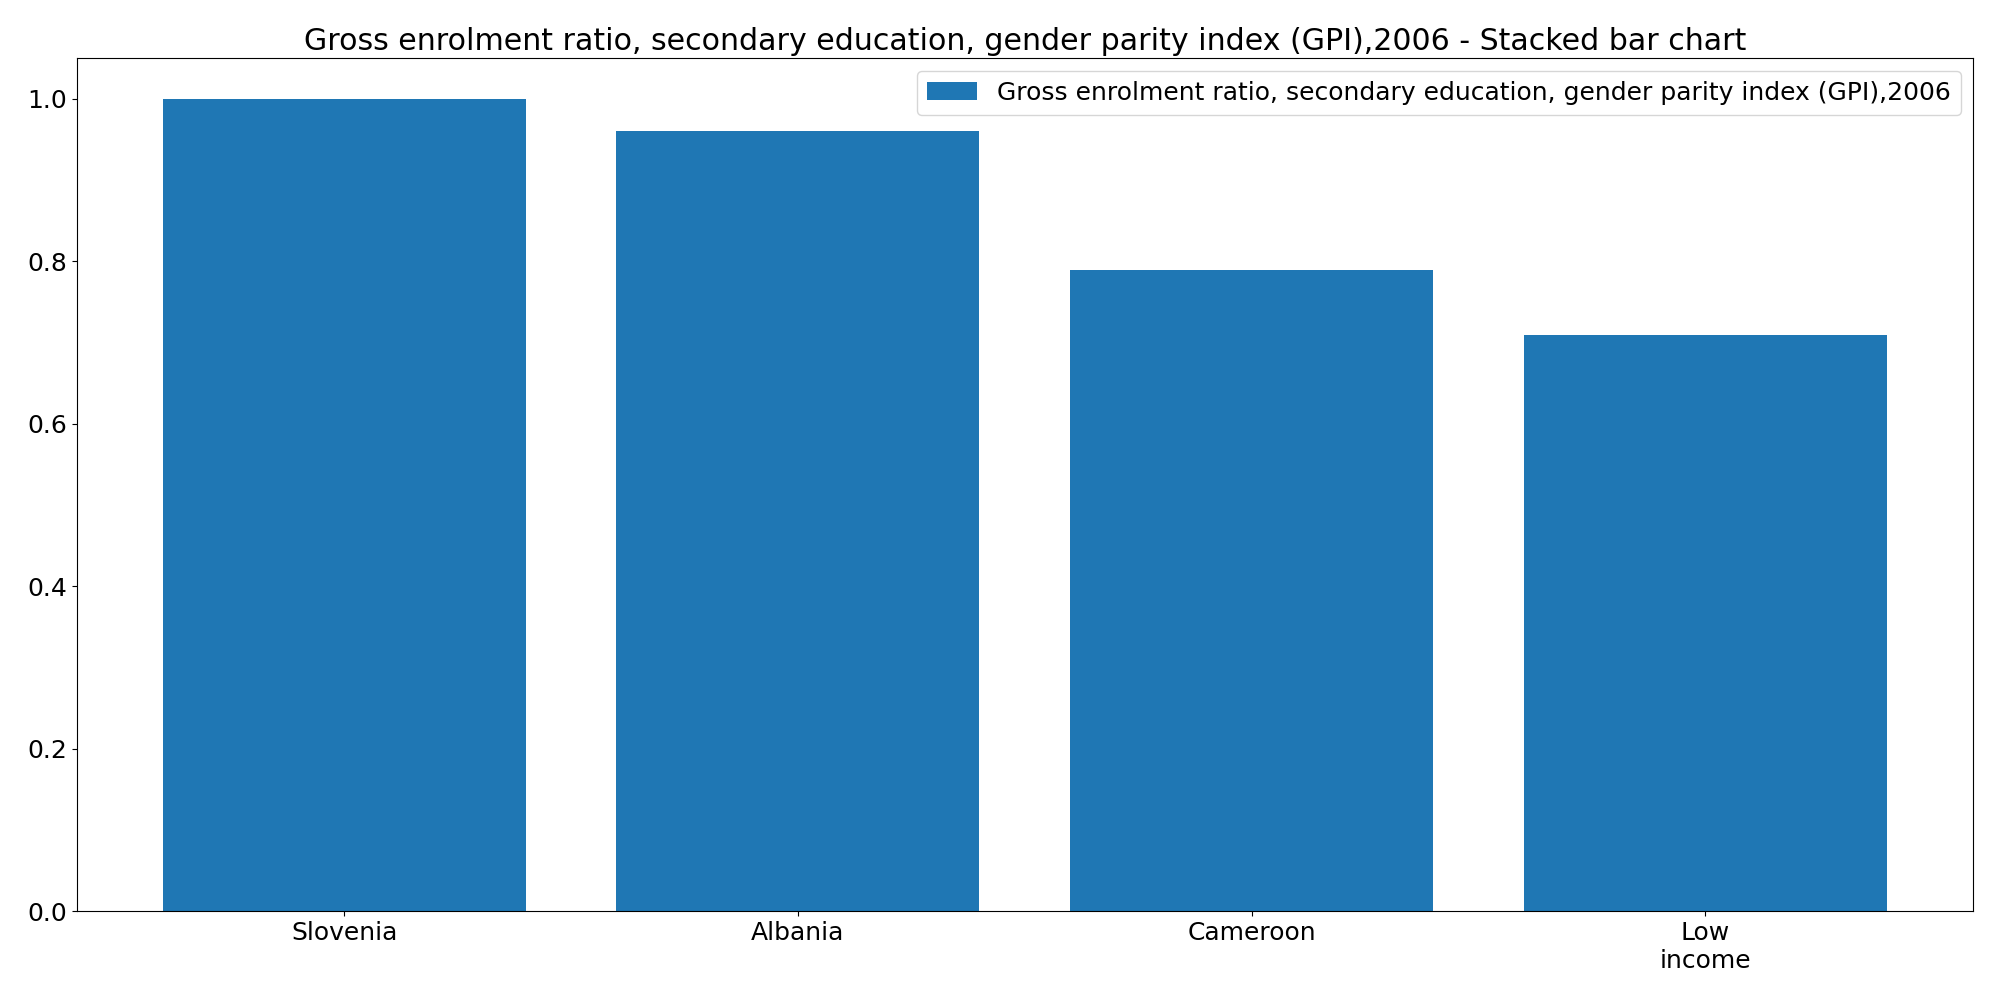 Gross enrolment ratio, secondary education, gender parity index (GPI),2006 - Stacked bar chart
Gross enrolment ratio, secondary education, gender parity index (GPI),2006
1.0
0.8
0.6
0.4
0.2
0.0
Slovenia
Albania
Cameroon
Low
income